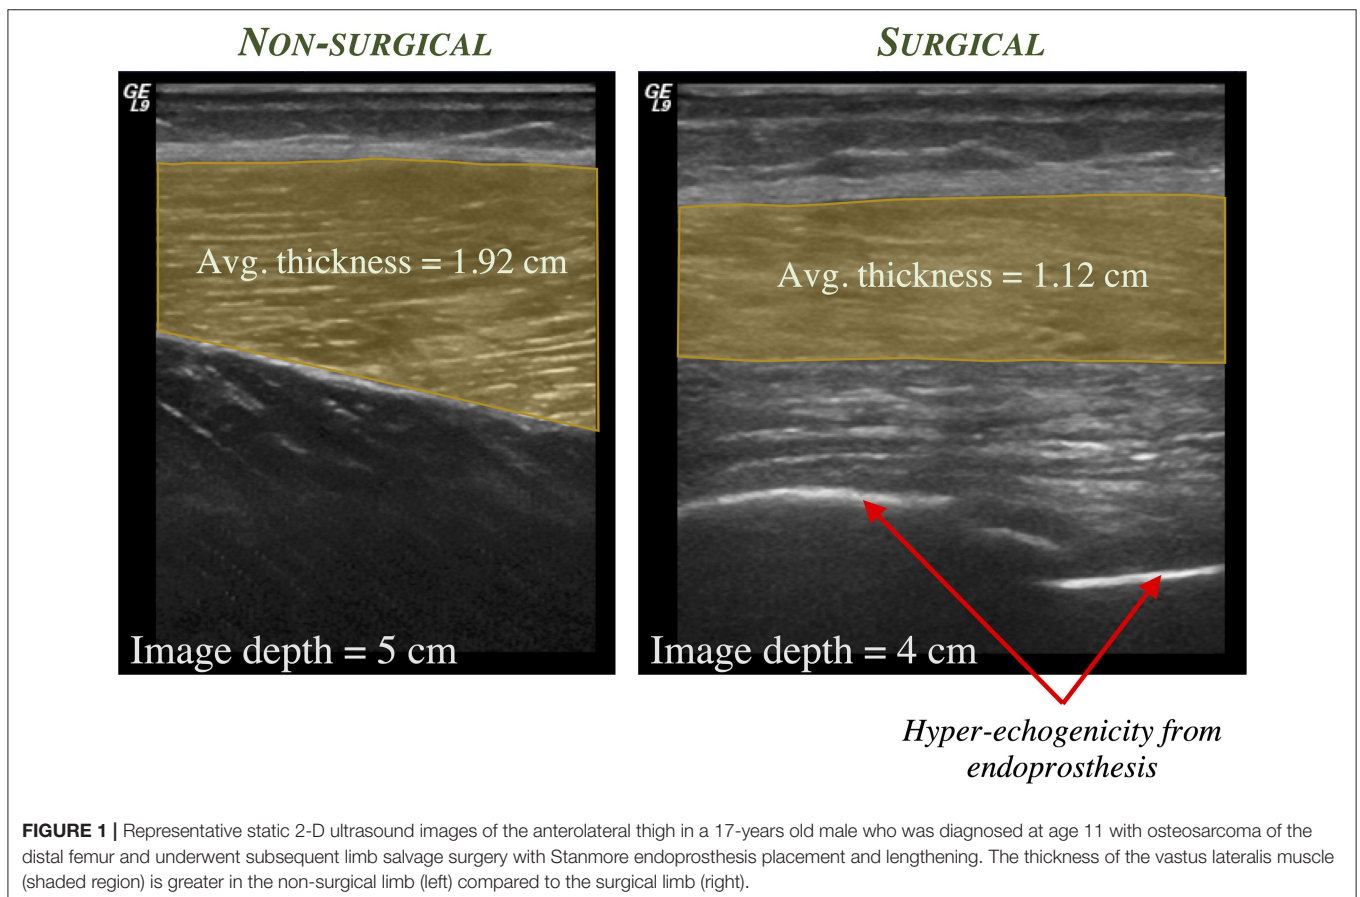 NON-SURGICAL
SURGICAL
GE
L9
Avg. thickness = 1.92 cm
Image depth = 5 cm
GE
L9
Avg. thickness = 1.12 cm
Image depth = 4 cm
Hyper-echogenicity from
endoprosthesis
FIGURE 1 | Representative static 2-D ultrasound images of the anterolateral thigh in a 17-years old male who was diagnosed at age 11 with osteosarcoma of the
distal femur and underwent subsequent limb salvage surgery with Stanmore endoprosthesis placement and lengthening. The thickness of the vastus lateralis muscle
(shaded region) is greater in the non-surgical limb (left) compared to the surgical limb (right).